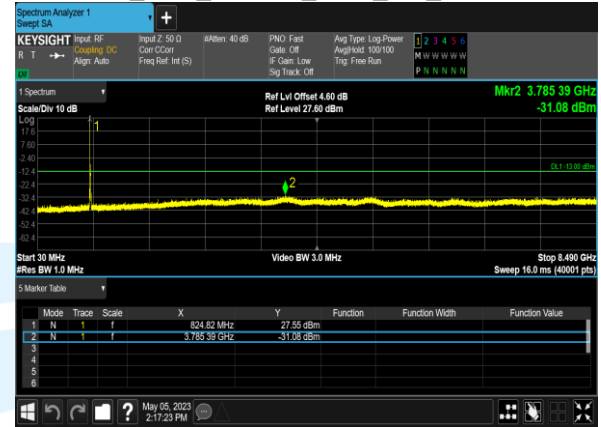 Spectrum Analyzer 1
Swept SA
KEYSIGHT
R T
LXI
Input: RF
Coupling: DC
Align: Auto
Input Z: 50 Ω
Corr CCorr
Freq Ref: Int (S)
#Atten: 40 dB
PNO: Fast
Gate: Off
IF Gain: Low
Sig Track: Off
Avg Type: Log-Power
Avg|Hold: 100/100
Trig: Free Run
1 2 3 4 5 6
M W W W W W
P N N N N N
1 Spectrum
Scale/Div 10 dB
Log
Ref Lvl Offset 4.60 dB
Ref Level 27.60 dBm
Mkr2 3.785 39 GHz
-31.08 dBm
17.6
7.60
-2.40
-12.4
-22.4
-32.4
-42.4
-52.4
-62.4
1
2
DL1 -13.00 dBm
Start 30 MHz
#Res BW 1.0 MHz
Video BW 3.0 MHz
Stop 8.490 GHz
Sweep 16.0 ms (40001 pts)
5 Marker Table
Mode Trace Scale X Y Function Function Width Function Value
1 N 1 f 824.82 MHz 27.55 dBm
2 N 1 f 3.785 39 GHz -31.08 dBm
3
4
5
6
?
May 05, 2023
2:17:23 PM